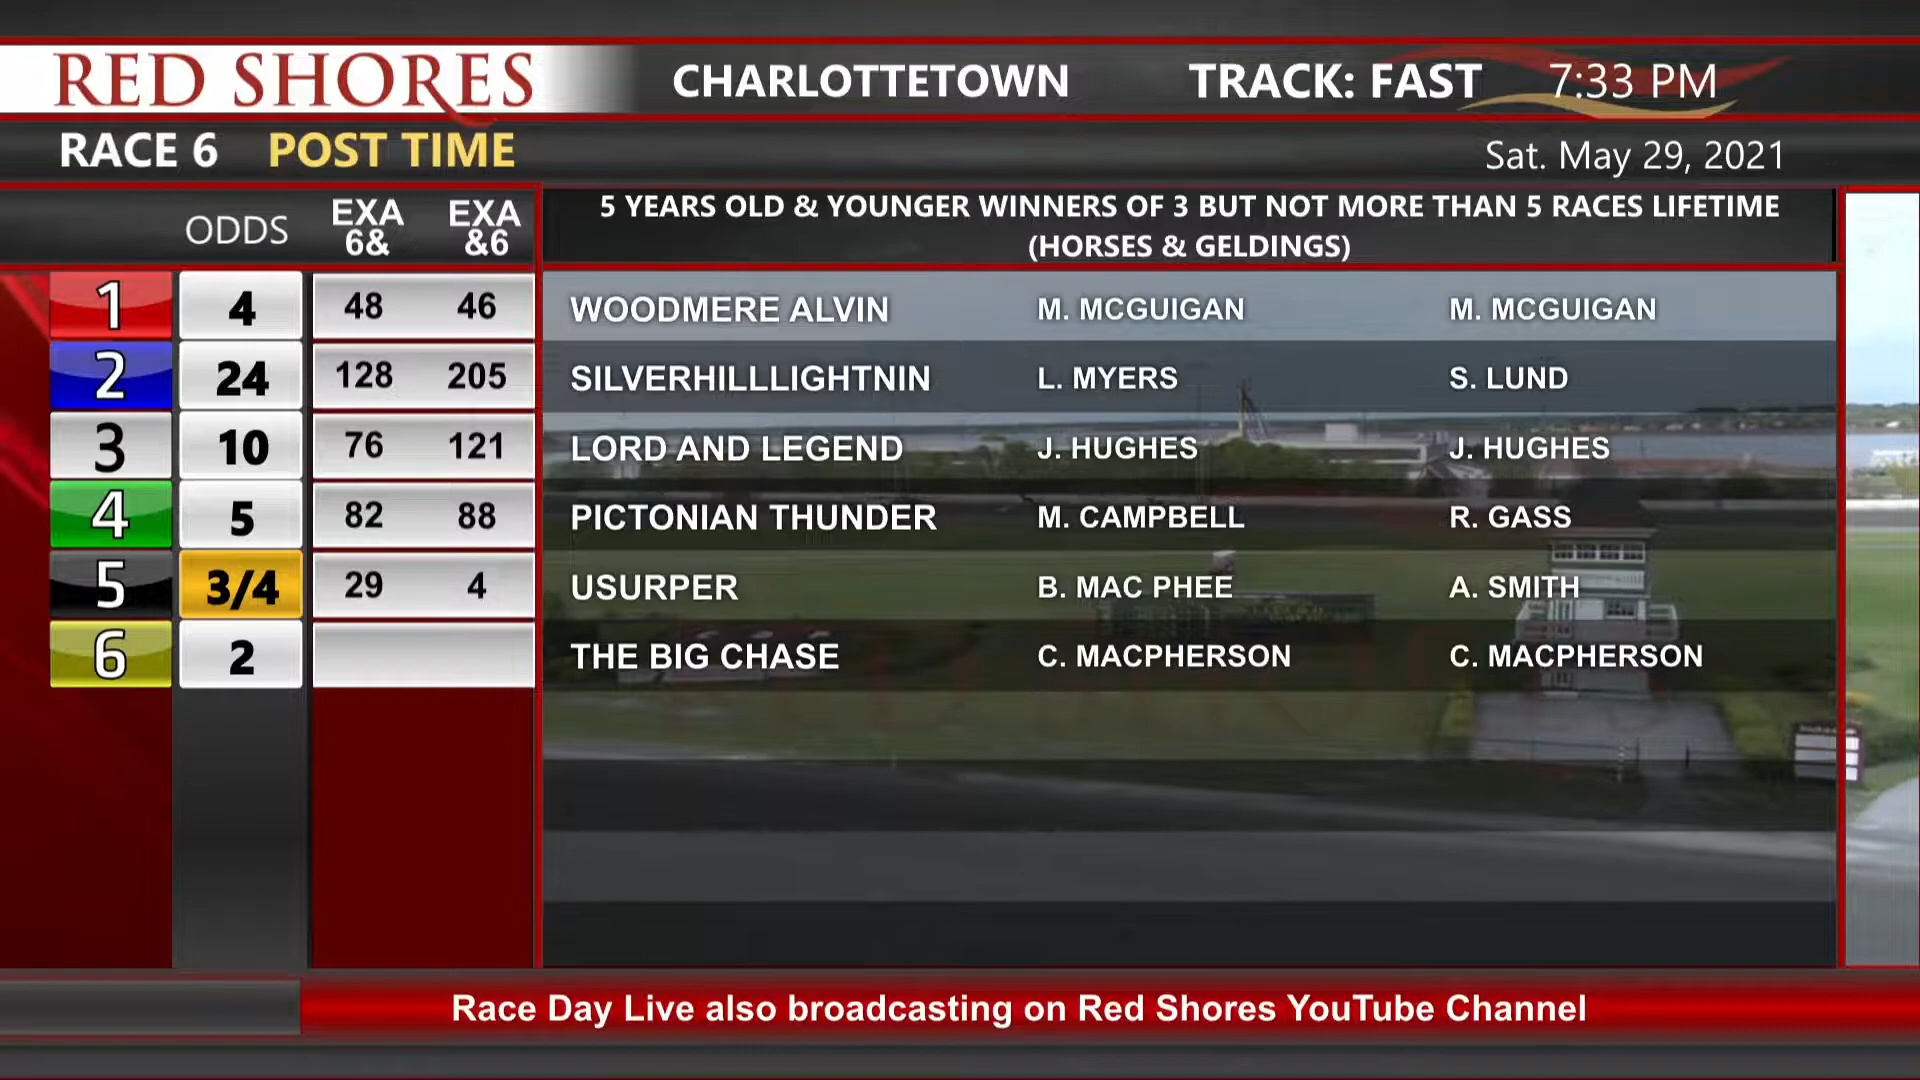 RED SHORES CHARLOTTETOWN TRACK: FAST 7:33 PM
RACE 6 POST TIME Sat. May 29, 2021
ODDS EXA 6& EXA &6
5 YEARS OLD & YOUNGER WINNERS OF 3 BUT NOT MORE THAN 5 RACES LIFETIME
(HORSES & GELDINGS)
1 4 48 46 WOODMERE ALVIN M. MCGUIGAN M. MCGUIGAN
2 24 128 205 SILVERHILLLIGHTNIN L. MYERS S. LUND
3 10 76 121 LORD AND LEGEND J. HUGHES J. HUGHES
4 5 82 88 PICTONIAN THUNDER M. CAMPBELL R. GASS
5 3/4 29 4 USURPER B. MAC PHEE A. SMITH
6 2 THE BIG CHASE C. MACPHERSON C. MACPHERSON
Race Day Live also broadcasting on Red Shores YouTube Channel